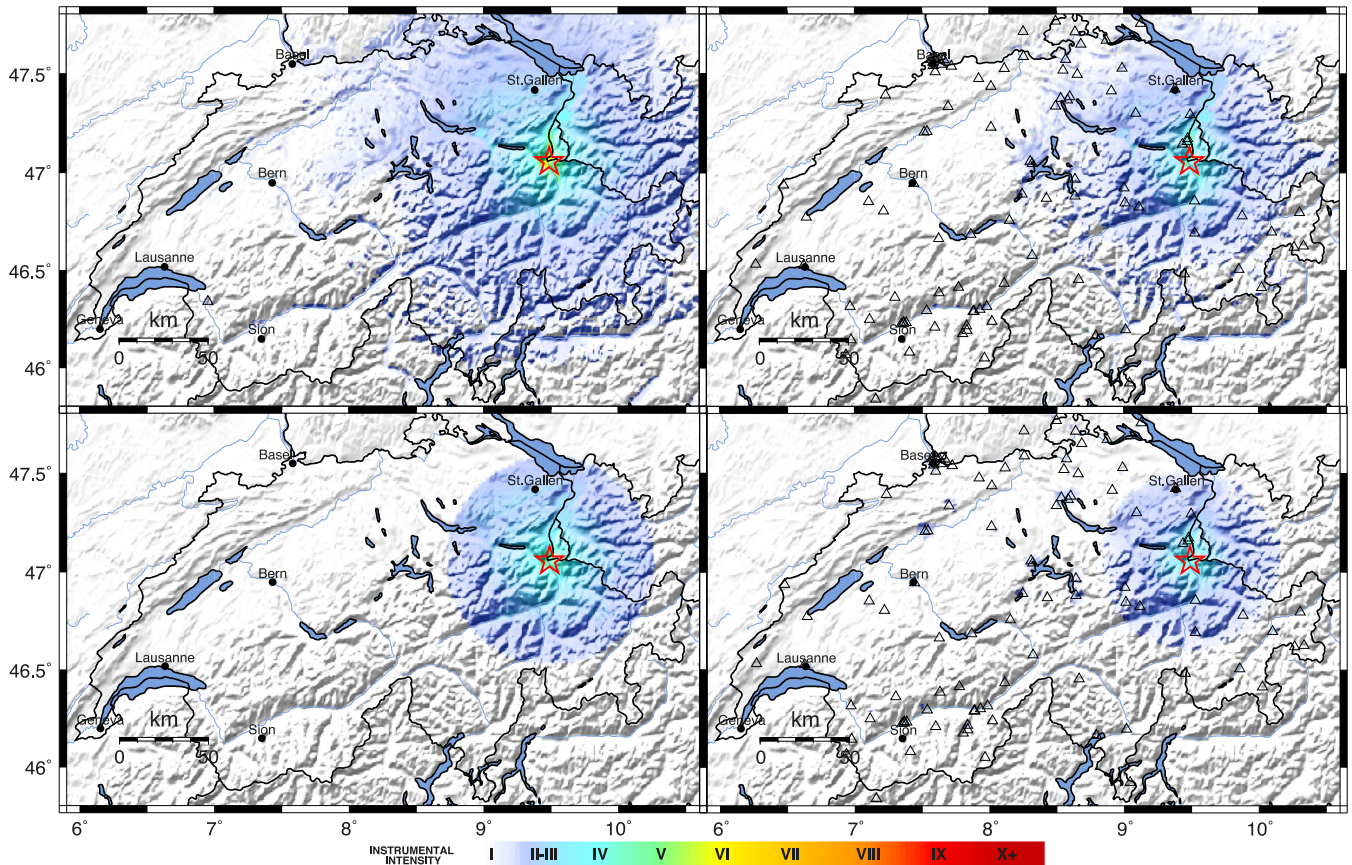 47.5°
47°
46.5°
46°
Basel
St.Gallen
Bern
Lausanne
Geneva
km
Sion
0 50
Basel
St.Gallen
Bern
Lausanne
Geneva
km
Sion
0 50
47.5°
47°
46.5°
46°
Basel
St.Gallen
Bern
Lausanne
Geneva
km
Sion
0 50
Basel
St.Gallen
Bern
Lausanne
Geneva
km
Sion
0 50
6° 7° 8° 9° 10° 6° 7° 8° 9° 10°
INSTRUMENTAL
INTENSITY
I II-III IV V VI VII VIII IX X+